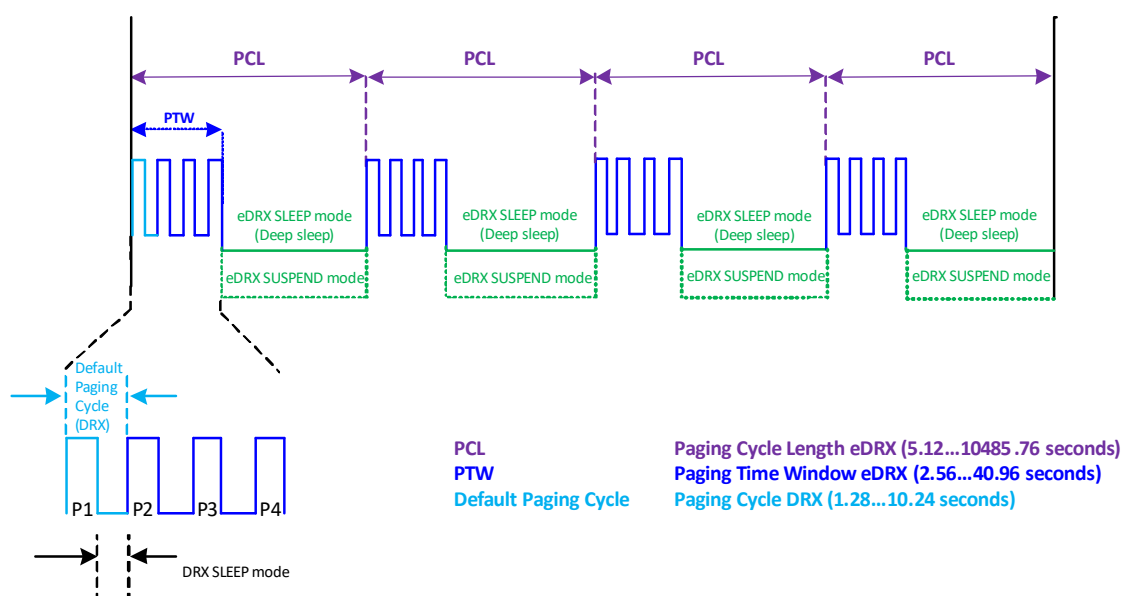 PCL PCL PCL PCL
PTW
eDRX SLEEP mode
(Deep sleep)
eDRX SUSPEND mode
eDRX SLEEP mode
(Deep sleep)
eDRX SUSPEND mode
eDRX SLEEP mode
(Deep sleep)
eDRX SUSPEND mode
eDRX SLEEP mode
(Deep sleep)
eDRX SUSPEND mode
Default
Paging
Cycle
(DRX)
P1 P2 P3 P4
DRX SLEEP mode
PCL Paging Cycle Length eDRX (5.12...10485.76 seconds)
PTW Paging Time Window eDRX (2.56...40.96 seconds)
Default Paging Cycle Paging Cycle DRX (1.28...10.24 seconds)